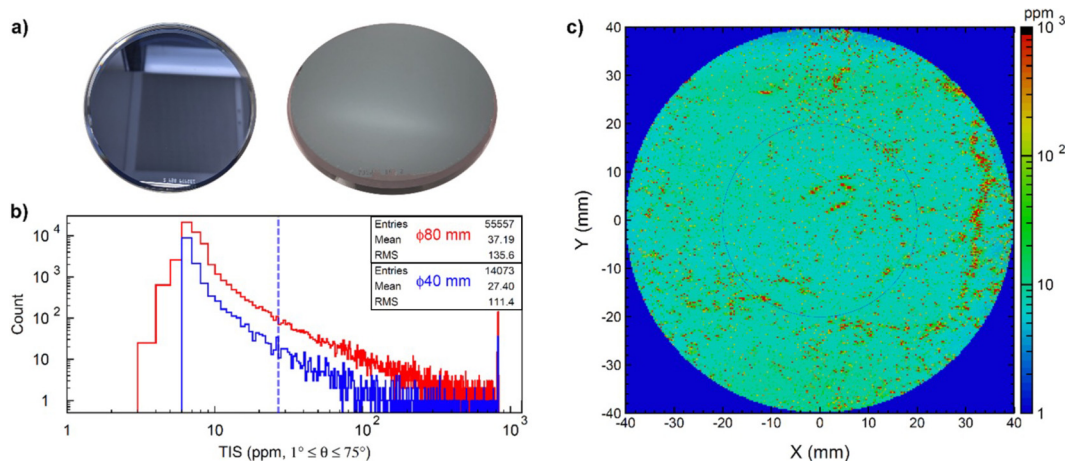 a)
b)
10⁴
10³
10²
10
1
Count
1
10
10²
10³
TIS (ppm, 1° ≤ θ ≤ 75°)
Entries 55557
Mean ϕ80 mm 37.19
RMS 135.6
Entries 14073
Mean ϕ40 mm 27.40
RMS 111.4
c)
40
30
20
10
0
-10
-20
-30
-40
Y (mm)
-40 -30 -20 -10 0 10 20 30 40
X (mm)
ppm 10³
10²
10
1